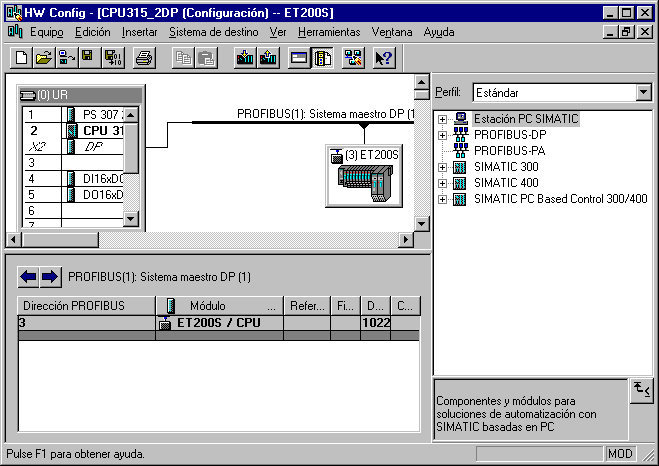 HW Config - [CPU315_2DP (Configuración) -- ET200S]
Equipo Edición Insertar Sistema de destino Ver Herramientas Ventana Ayuda
(0) UR
1 PS 307
2 CPU 31
X2 DP
3
4 DI16xDC
5 DO16xD
6
7
PROFIBUS(1): Sistema maestro DP (1
(3) ET200S
Perfil: Estándar
Estación PC SIMATIC
PROFIBUS-DP
PROFIBUS-PA
SIMATIC 300
SIMATIC 400
SIMATIC PC Based Control 300/400
PROFIBUS(1): Sistema maestro DP (1)
Dirección PROFIBUS Módulo ... Refer... Fi... D... C...
3 ET200S / CPU 1022
Componentes y módulos para
soluciones de automatización con
SIMATIC basadas en PC
Pulse F1 para obtener ayuda. MOD